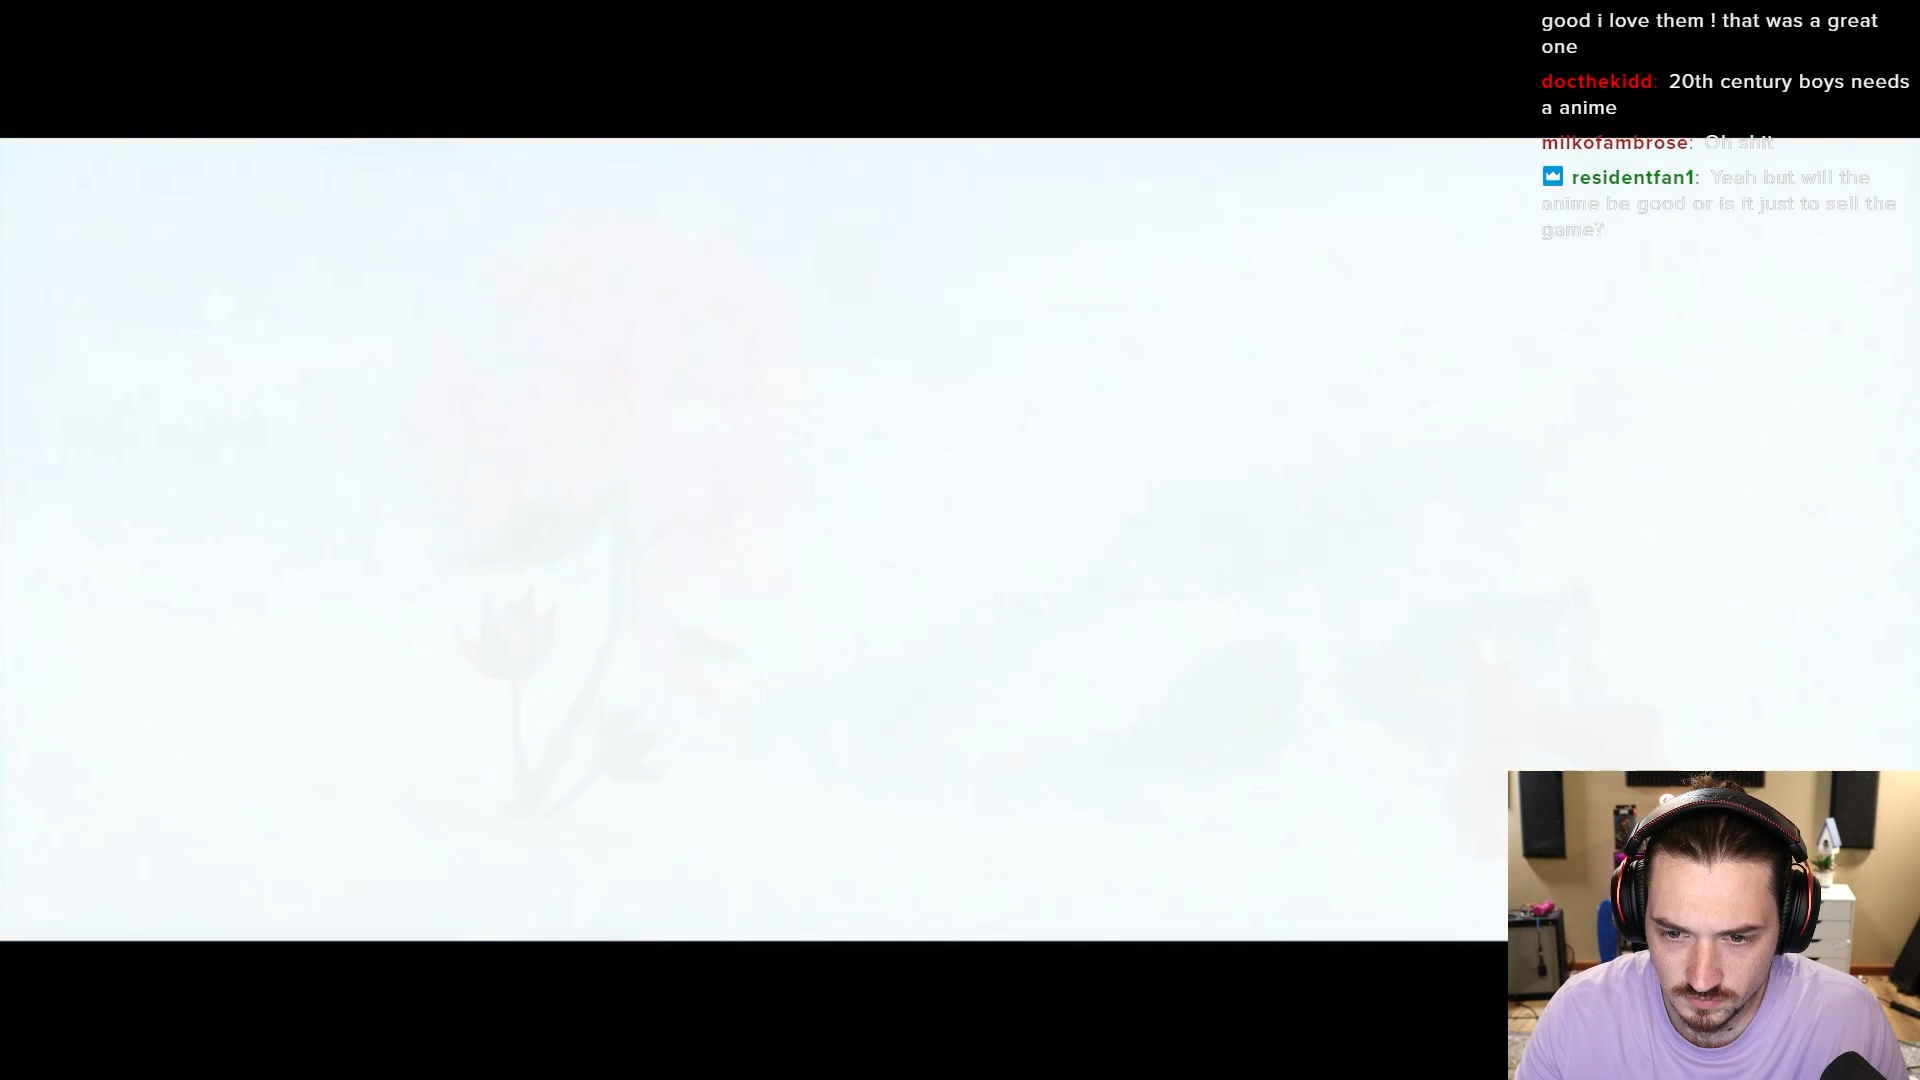 good i love them ! that was a great
one
docthekidd: 20th century boys needs
a anime
milkofambrose: Oh shit
residentfan1: Yeah but will the
anime be good or is it just to sell the
game?